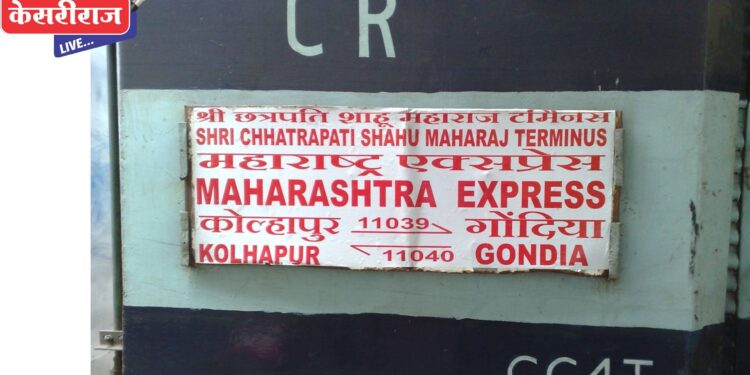 केसरीराज
LIVE...
CR
श्री छत्रपति शाहू महाराज टर्मिनस
SHRI CHHATRAPATI SHAHU MAHARAJ TERMINUS
महाराष्ट्र एक्सप्रेस
MAHARASHTRA EXPRESS
कोल्हापुर 11039 गोंदिया
KOLHAPUR 11040 GONDIA